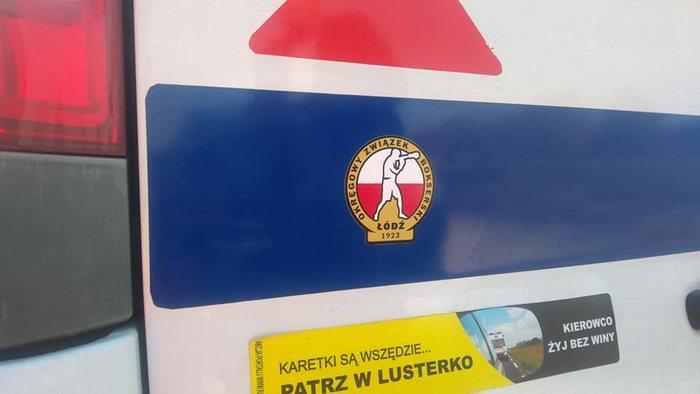 OKRĘGOWY ZWIĄZEK BOKSERSKI
ŁÓDŹ
1923
KARETKI SĄ WSZĘDZIE...
PATRZ W LUSTERKO
KIEROWCO
ŻYJ BEZ WINY